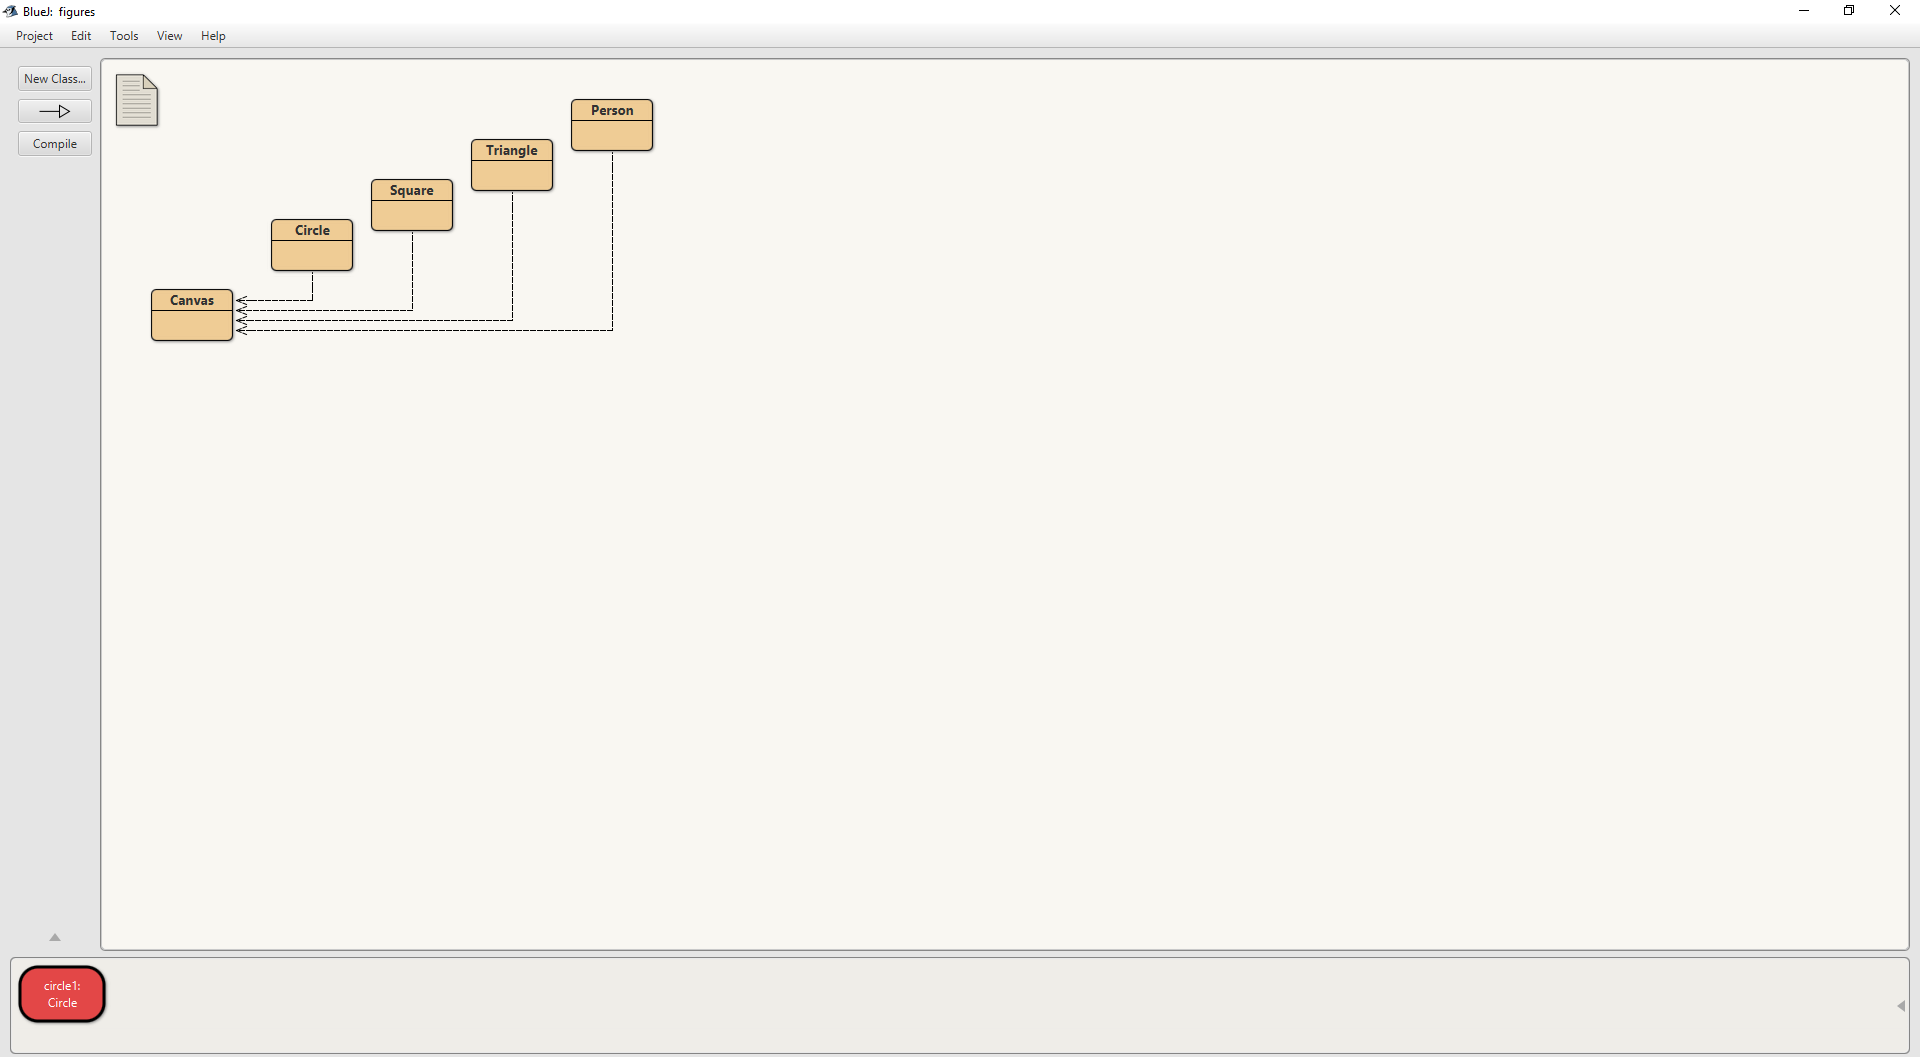 BlueJ: figures
Project Edit Tools View Help
New Class...
Compile
Person
Triangle
Square
Circle
Canvas
circle1:
Circle